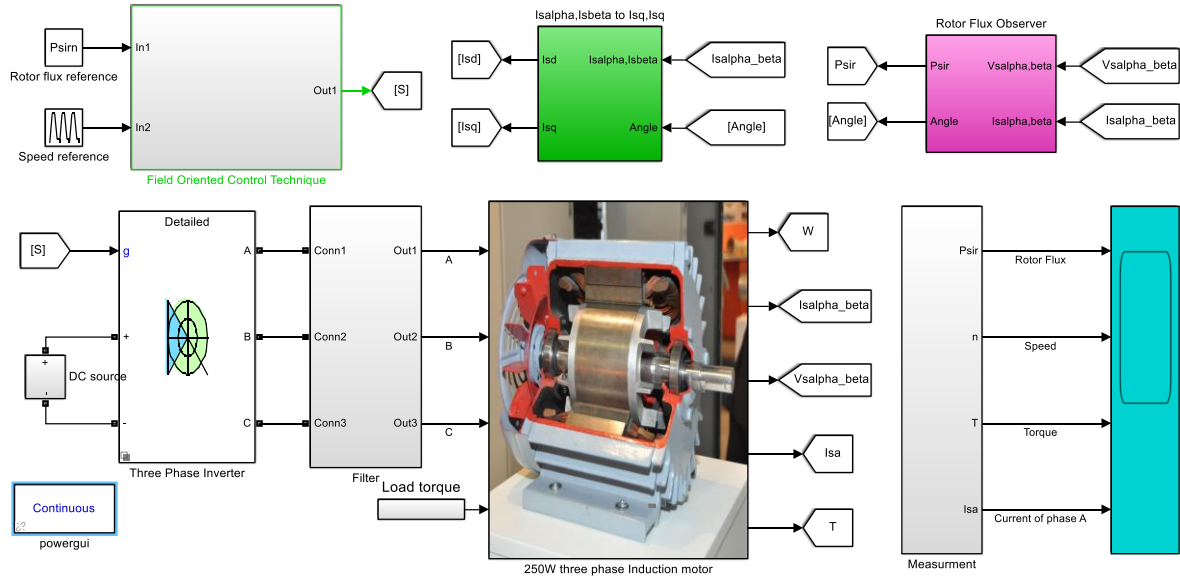 Psirn
Rotor flux reference
Speed reference
In1
In2
Out1
[S]
Field Oriented Control Technique
Isalpha,Isbeta to Isq,Isq
[Isd]
Isd
Isalpha,Isbeta
Isalpha_beta
[Isq]
Isq
Angle
[Angle]
Rotor Flux Observer
Psir
Psir
Vsalpha,beta
Vsalpha_beta
[Angle]
Angle
Isalpha,beta
Isalpha_beta
[S]
Detailed
g
A
+
B
-
C
+
-
DC source
Three Phase Inverter
Continuous
powergui
Conn1
Out1
Conn2
Out2
Conn3
Out3
Filter
A
B
C
Load torque
250W three phase Induction motor
W
Isalpha_beta
Vsalpha_beta
Isa
T
Psir
Rotor Flux
n
Speed
T
Torque
Isa
Current of phase A
Measurment